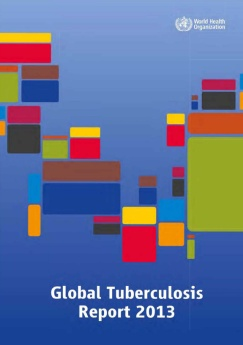 World Health
Organization
Global Tuberculosis
Report 2013